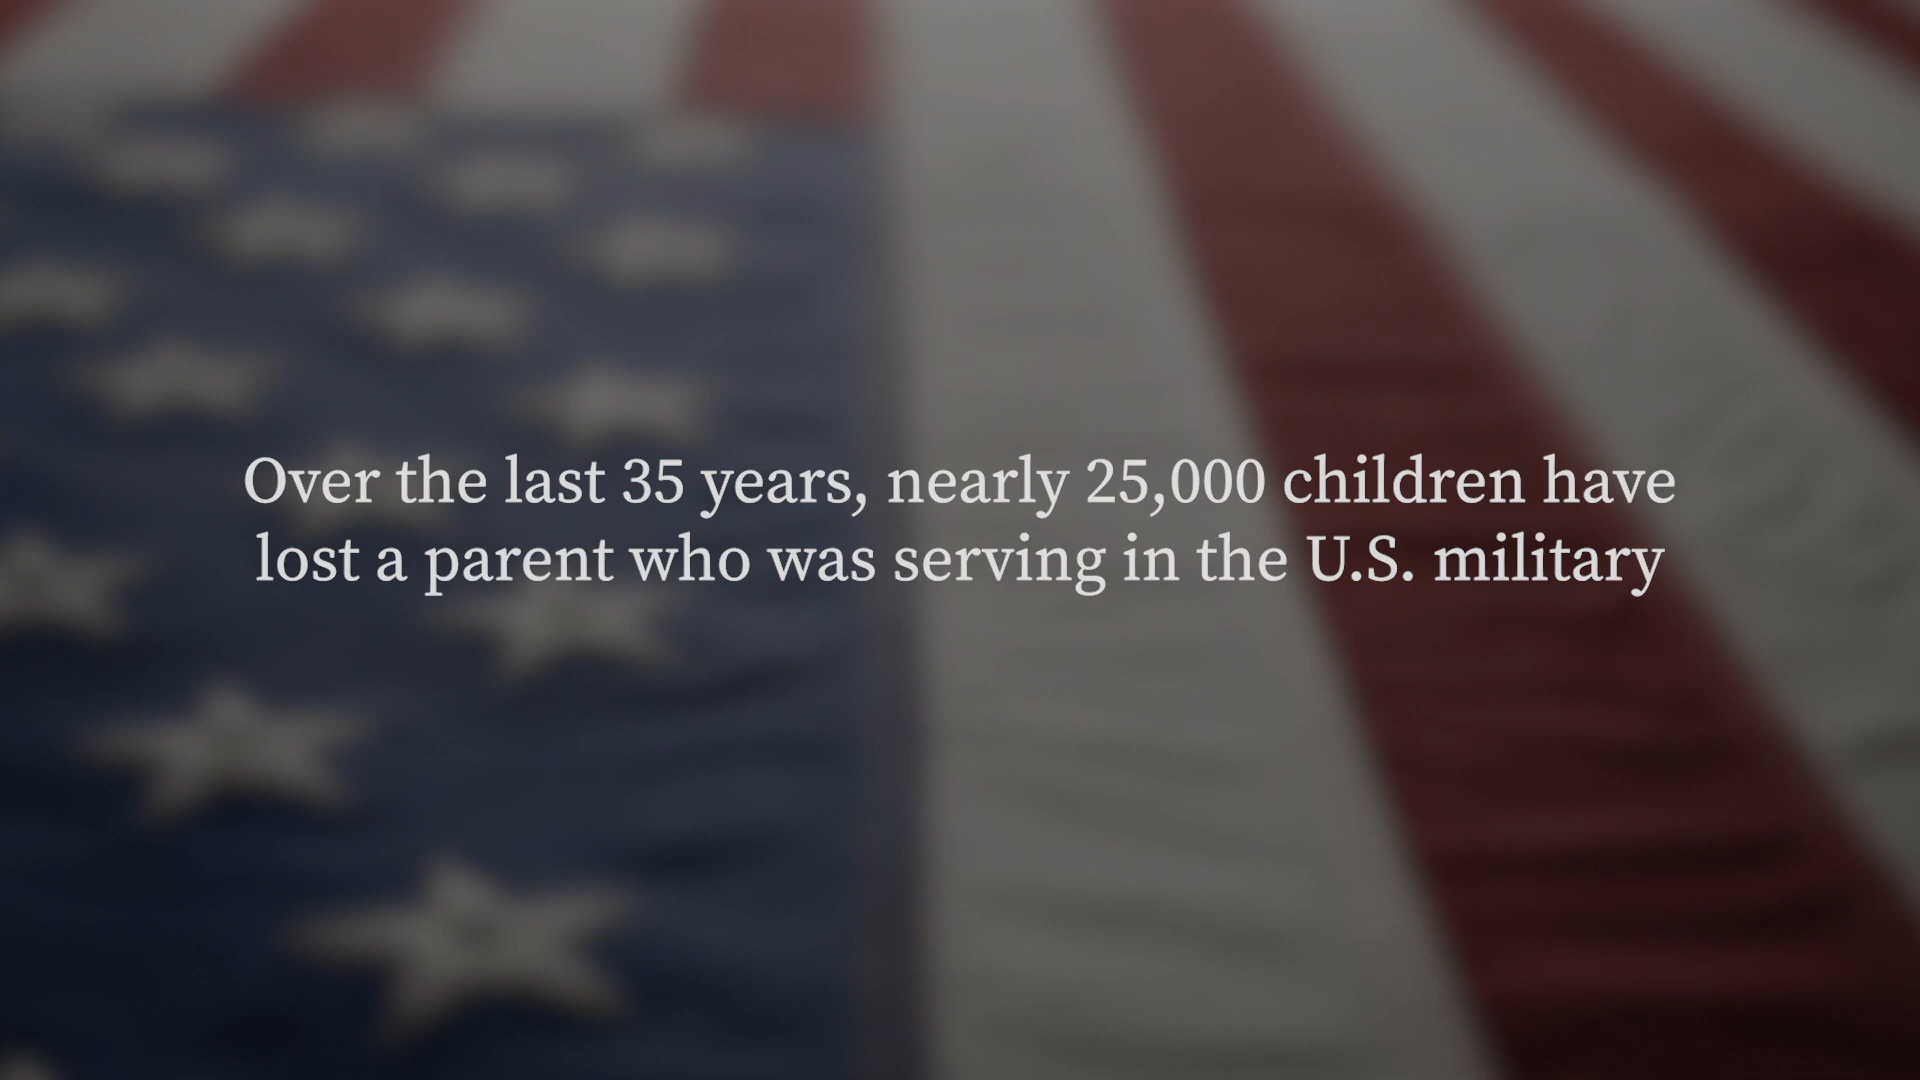 Over the last 35 years, nearly 25,000 children have
lost a parent who was serving in the U.S. military